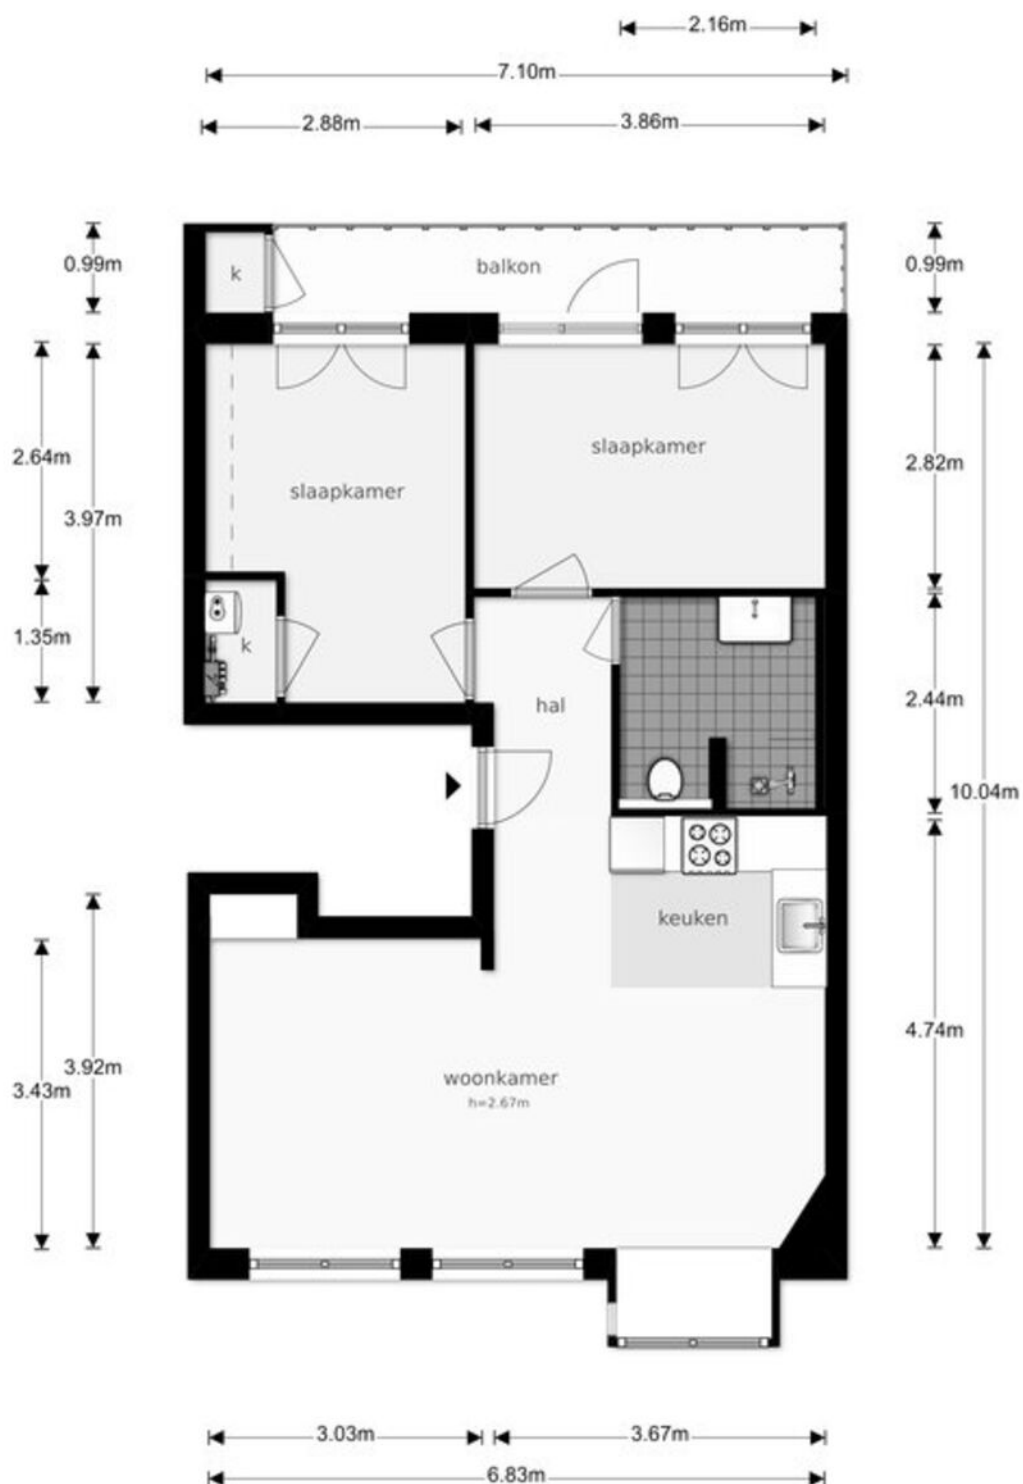 2.16m
7.10m
2.88m
3.86m
0.99m
0.99m
k
balkon
2.64m
3.97m
slaapkamer
slaapkamer
2.82m
1.35m
k
hal
2.44m
10.04m
keuken
4.74m
3.43m
3.92m
woonkamer
h=2.67m
3.03m
3.67m
6.83m